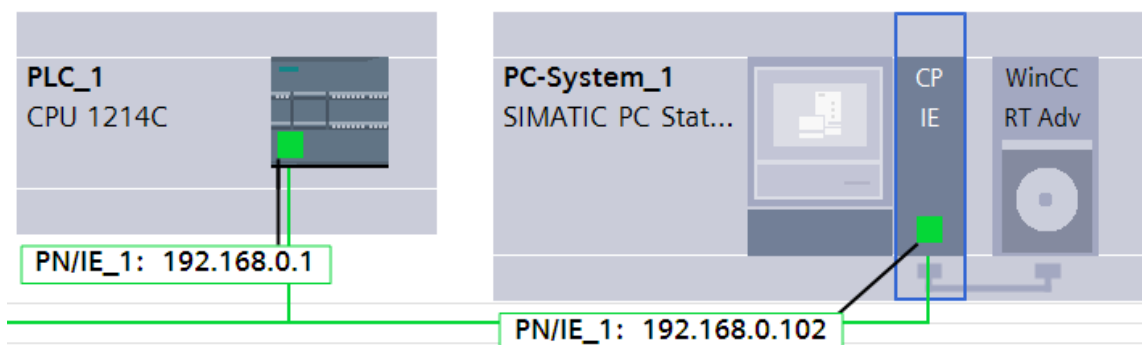 PLC_1
CPU 1214C
PN/IE_1: 192.168.0.1
PC-System_1
SIMATIC PC Stat...
CP
IE
WinCC
RT Adv
PN/IE_1: 192.168.0.102